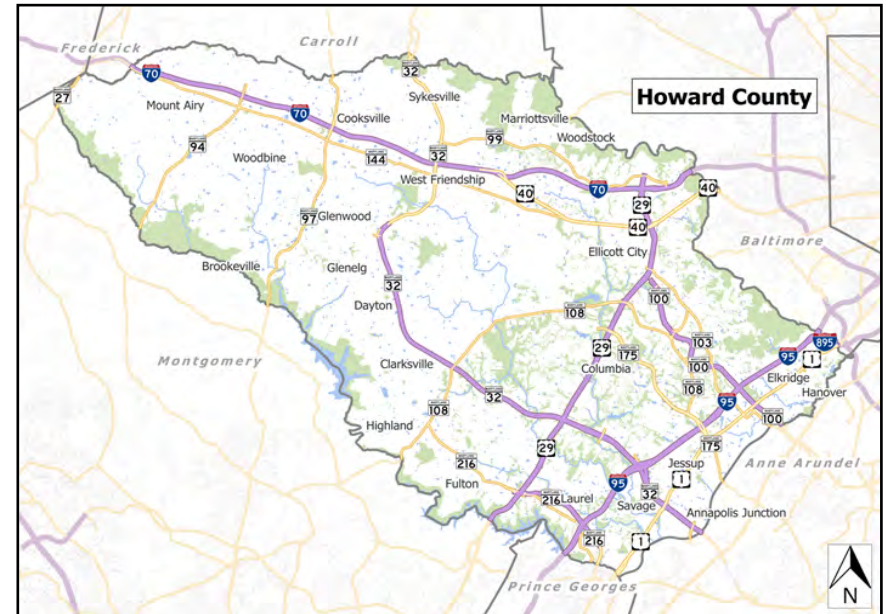 Carroll
Frederick
70
32
27
Sykesville
Howard County
Mount Airy
70
Cooksville
Marriottsville
94
99
Woodstock
Woodbine
144
32
West Friendship
70
40
40
29
97
Glenwood
40
Ellicott City
Baltimore
Brookeville
Glenelg
32
100
Dayton
108
103
895
29
175
95
1
Montgomery
Clarksville
Columbia
100
Elkridge
32
108
Hanover
95
108
100
Highland
29
175
216
Jessup
Anne Arundel
Fulton
95
1
216
Laurel
32
Savage
Annapolis Junction
216
1
Prince Georges
N